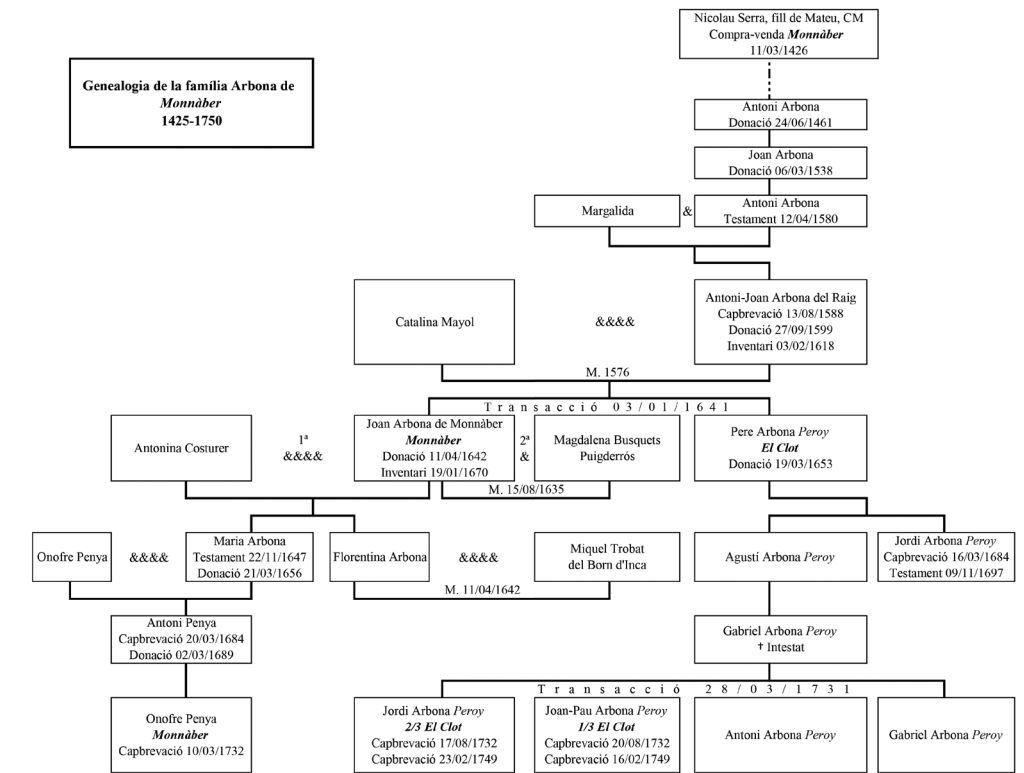 Nicolau Serra, fill de Mateu, CM
Compra-venda Monnàber
11/03/1426
Genealogia de la família Arbona de
Monnàber
1425-1750
Antoni Arbona
Donació 24/06/1461
Joan Arbona
Donació 06/03/1538
Margalida
&
Antoni Arbona
Testament 12/04/1580
Catalina Mayol
&&&&
Antoni-Joan Arbona del Raig
Capbrevació 13/08/1588
Donació 27/09/1599
Inventari 03/02/1618
M. 1576
Transacció 03/01/1641
Antonina Costurer
1ª
&&&&
Joan Arbona de Monnàber
Monnàber
Donació 11/04/1642
Inventari 19/01/1670
2ª
&
Magdalena Busquets
Puigderrós
Pere Arbona Peroy
El Clot
Donació 19/03/1653
M. 15/08/1635
Onofre Penya
&&&&
Maria Arbona
Testament 22/11/1647
Donació 21/03/1656
Florentina Arbona
&&&&
Miquel Trobat
del Born d'Inca
Agustí Arbona Peroy
Jordi Arbona Peroy
Capbrevació 16/03/1684
Testament 09/11/1697
M. 11/04/1642
Antoni Penya
Capbrevació 20/03/1684
Donació 02/03/1689
Gabriel Arbona Peroy
† Intestat
Transacció 28/03/1731
Onofre Penya
Monnàber
Capbrevació 10/03/1732
Jordi Arbona Peroy
2/3 El Clot
Capbrevació 17/08/1732
Capbrevació 23/02/1749
Joan-Pau Arbona Peroy
1/3 El Clot
Capbrevació 20/08/1732
Capbrevació 16/02/1749
Antoni Arbona Peroy
Gabriel Arbona Peroy